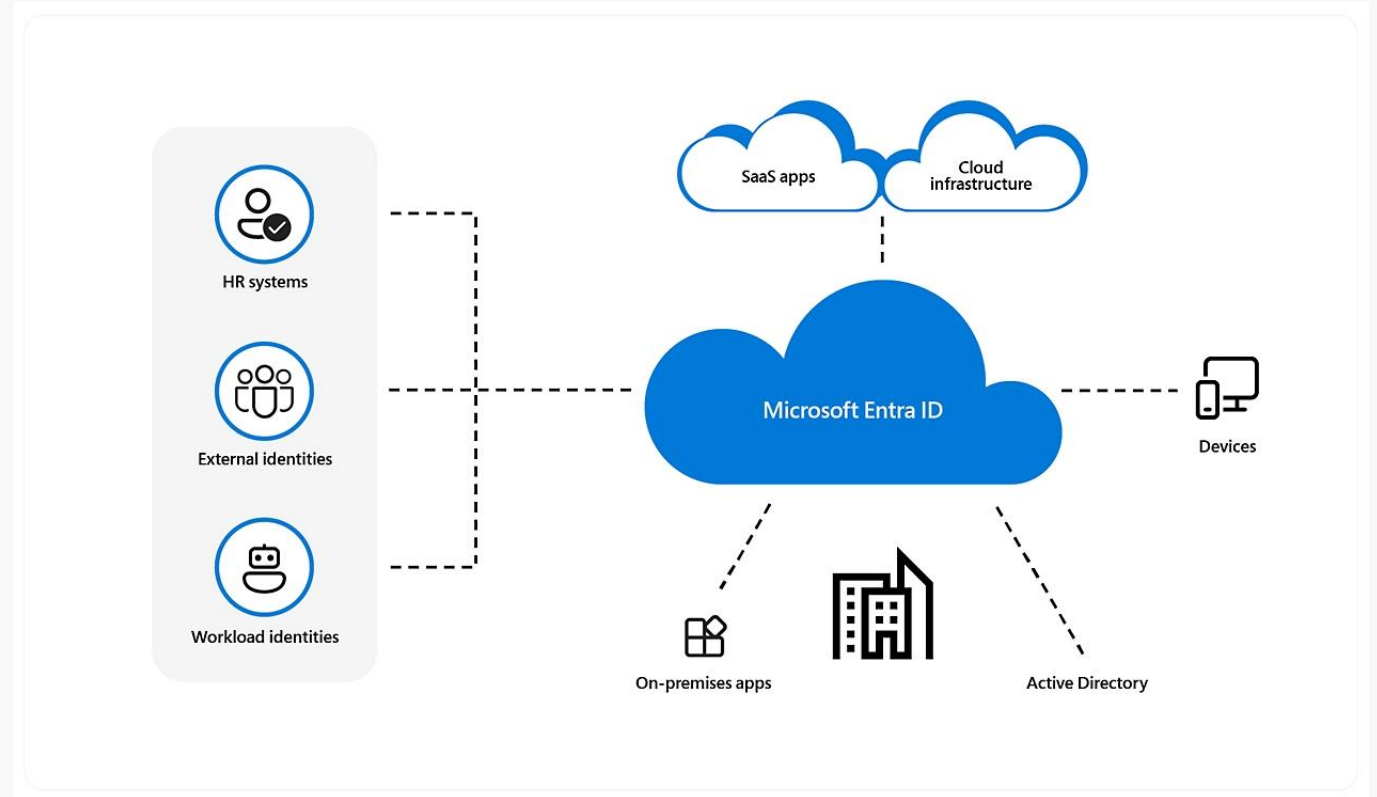 HR systems
External identities
Workload identities
SaaS apps
Cloud
infrastructure
Microsoft Entra ID
Devices
On-premises apps
Active Directory